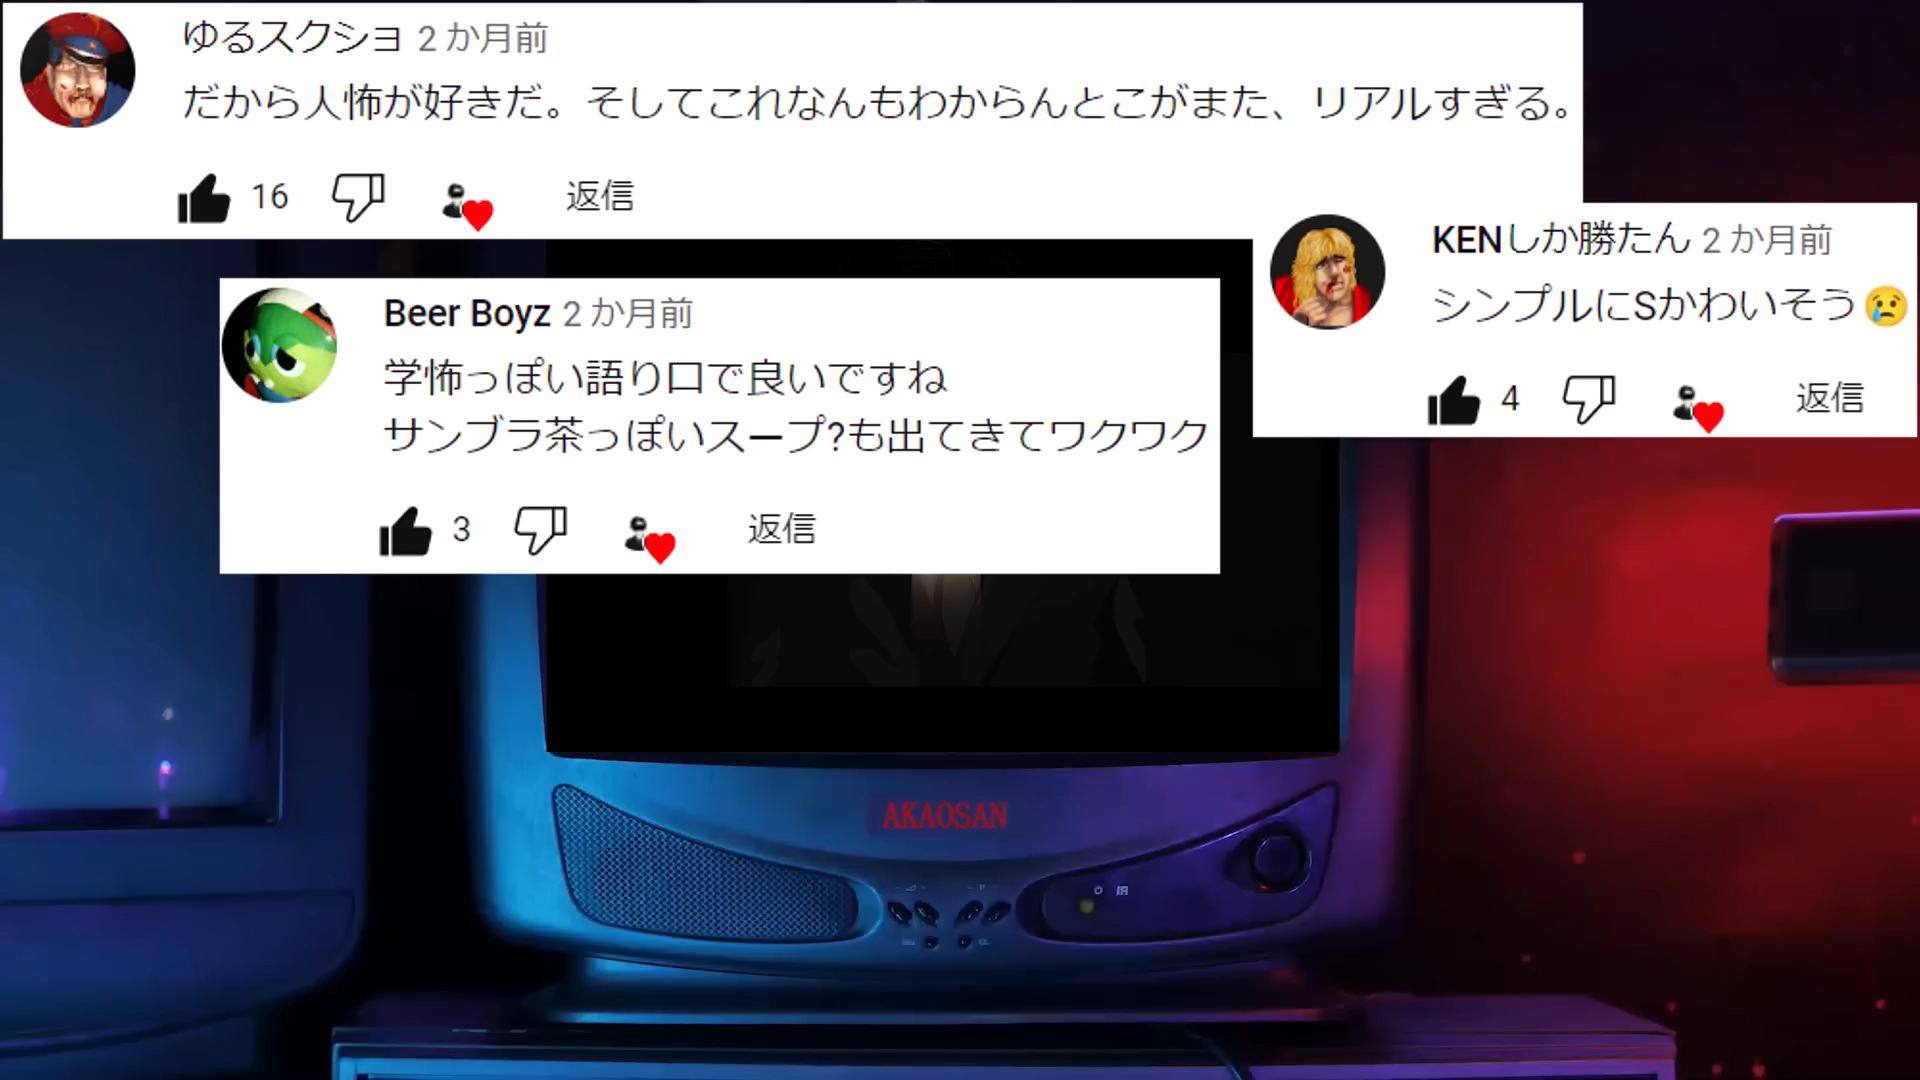 ゆるスクショ 2 か月前
だから人怖が好きだ。そしてこれなんもわからんとこがまた、リアルすぎる。
16 返信
KENしか勝たん 2 か月前
シンプルにSかわいそう😢
4 返信
Beer Boyz 2 か月前
学怖っぽい語り口で良いですね
サンブラ茶っぽいスープ?も出てきてワクワク
3 返信
AKAOSAN